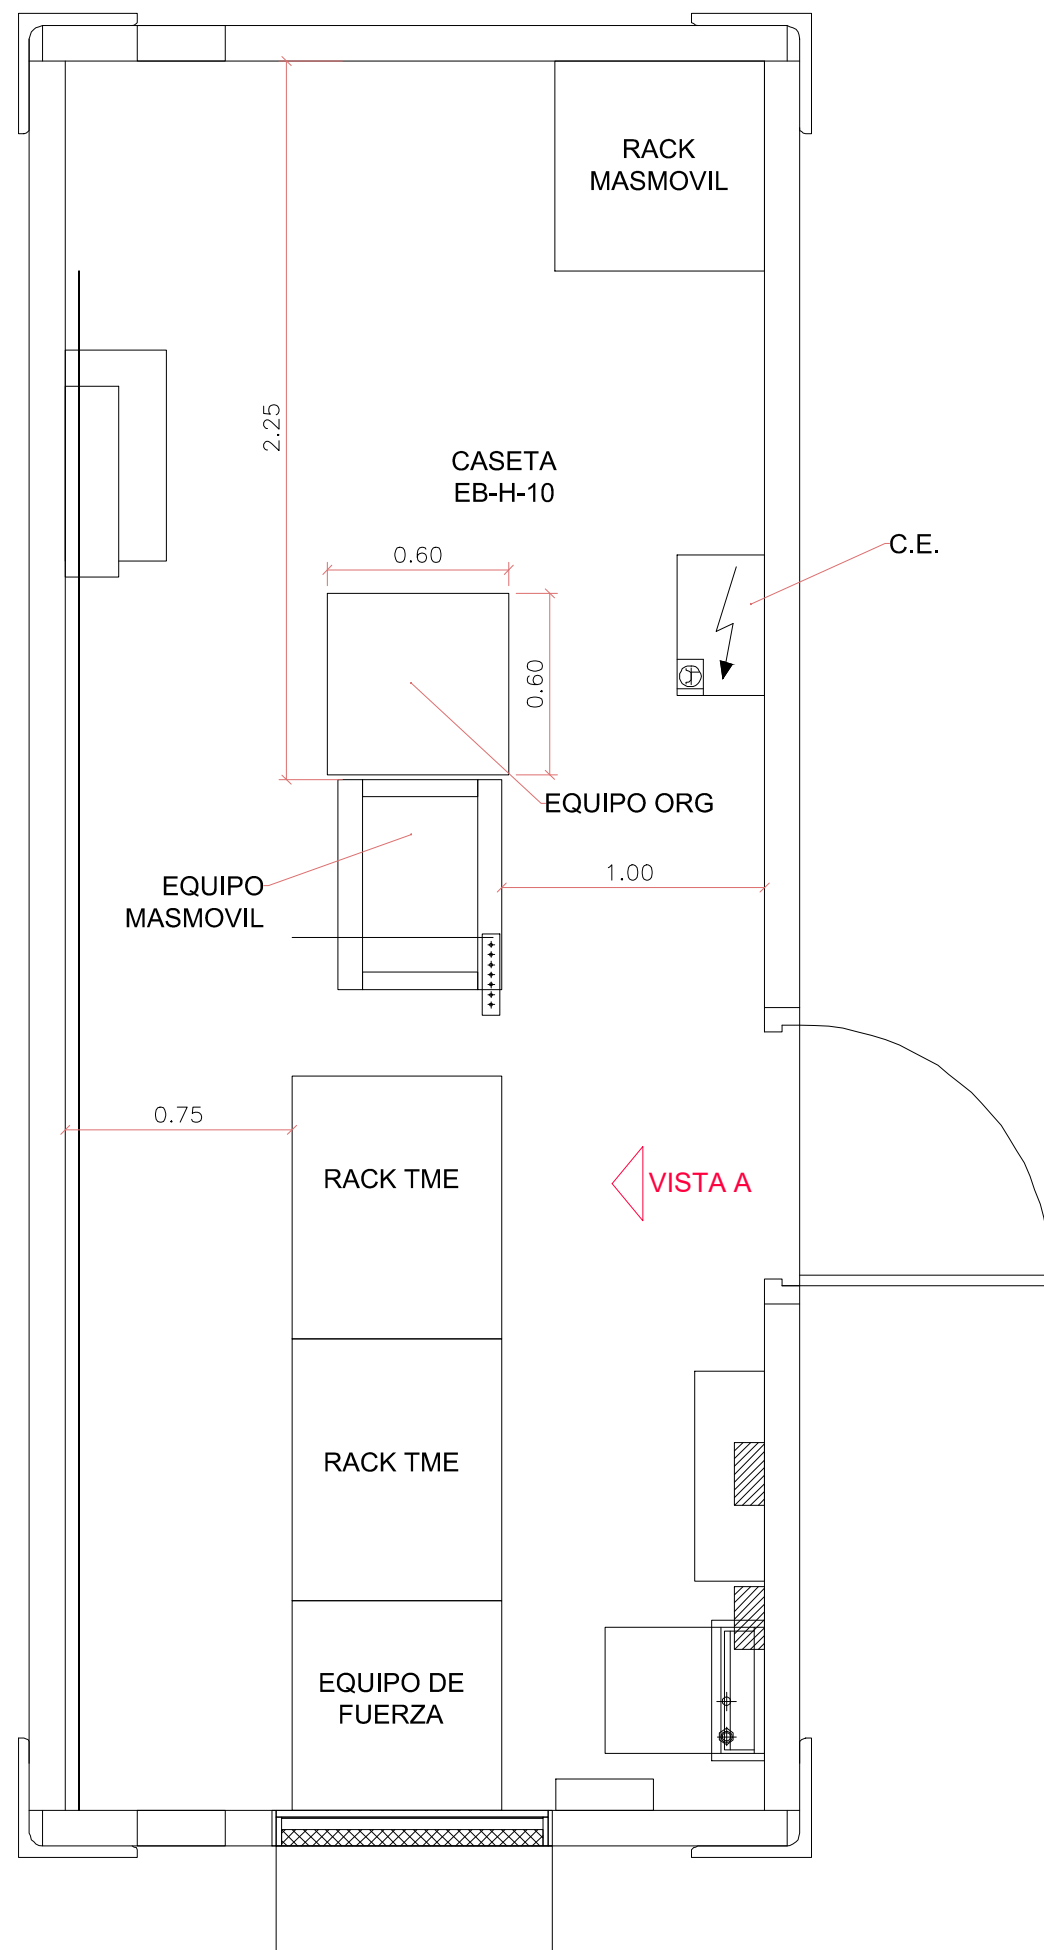 RACK
MASMOVIL
2.25
CASETA
EB-H-10
C.E.
0.60
0.60
EQUIPO ORG
1.00
EQUIPO
MASMOVIL
0.75
RACK TME
VISTA A
RACK TME
EQUIPO DE
FUERZA